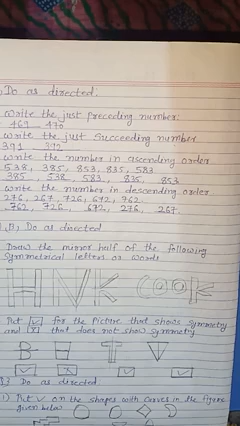 Do as directed:
Write the just preceding number:
469 470
Write the just succeeding number
391 392
Write the number in ascending order
538, 385, 853, 835, 583
385, 538, 583, 835, 853
Write the number in descending order
276, 267, 726, 672, 762
762, 726, 672, 276, 267
Do as directed
Draw the mirror half of the following
Symmetrical letters or words
HNK COOK
Put ✓ for the picture that shows symmetry
and X that does not show symmetry
Do as directed:
1) Put ✓ on the shapes with curves in the figure
given below